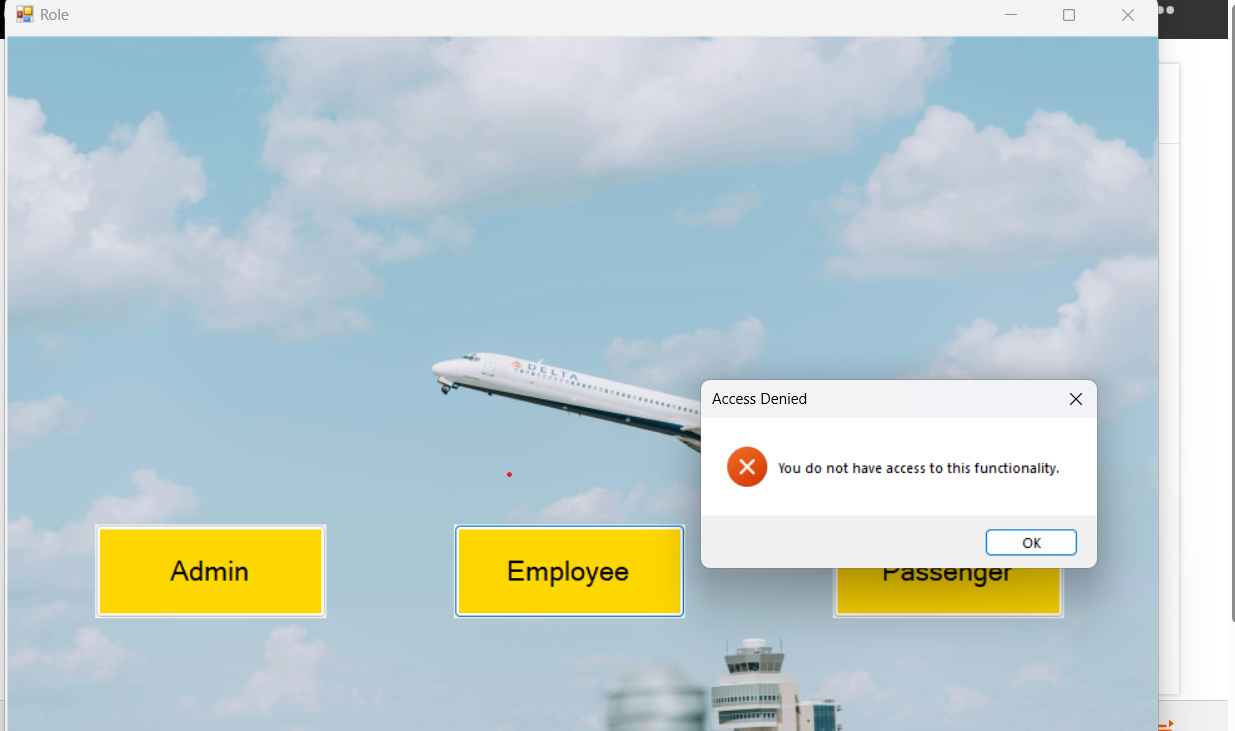 Role
DELTA
Access Denied
You do not have access to this functionality.
OK
Admin
Employee
Passenger